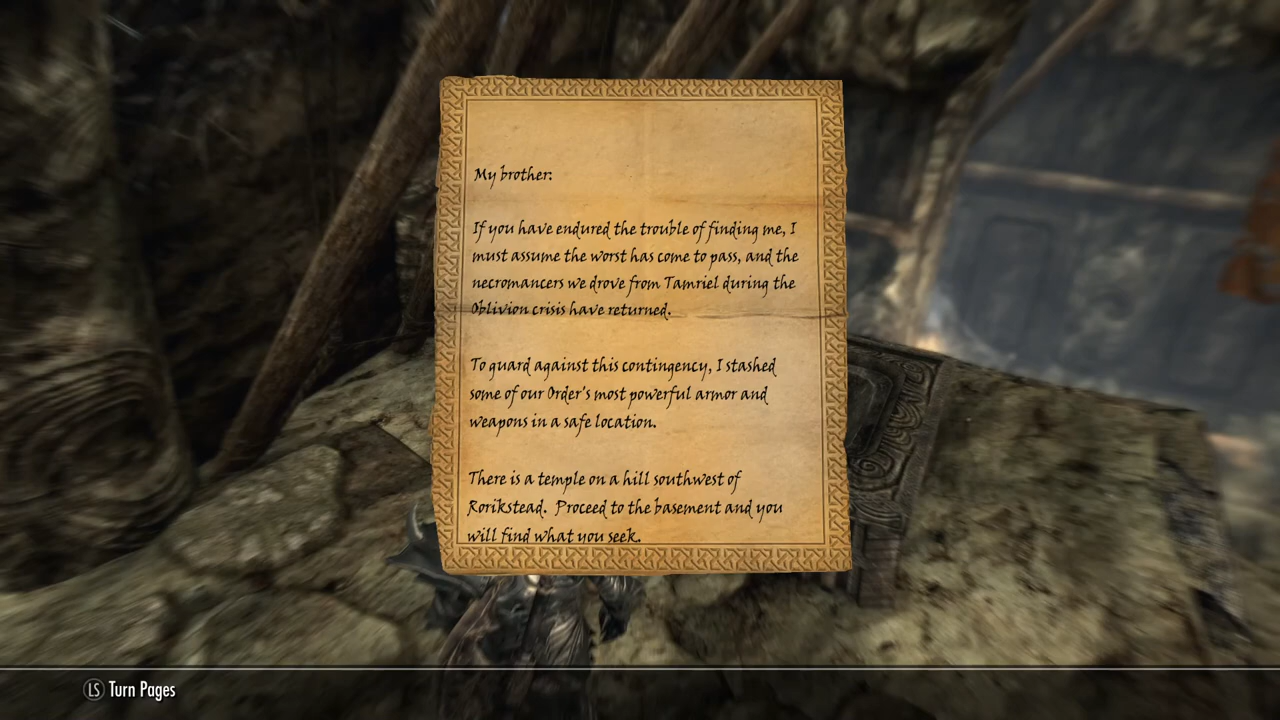 My brother:
If you have endured the trouble of finding me, I
must assume the worst has come to pass, and the
necromancers we drove from Tamriel during the
Oblivion crisis have returned.
To guard against this contingency, I stashed
some of our Order's most powerful armor and
weapons in a safe location.
There is a temple on a hill southwest of
Rorikstead.  Proceed to the basement and you
will find what you seek.
LS Turn Pages